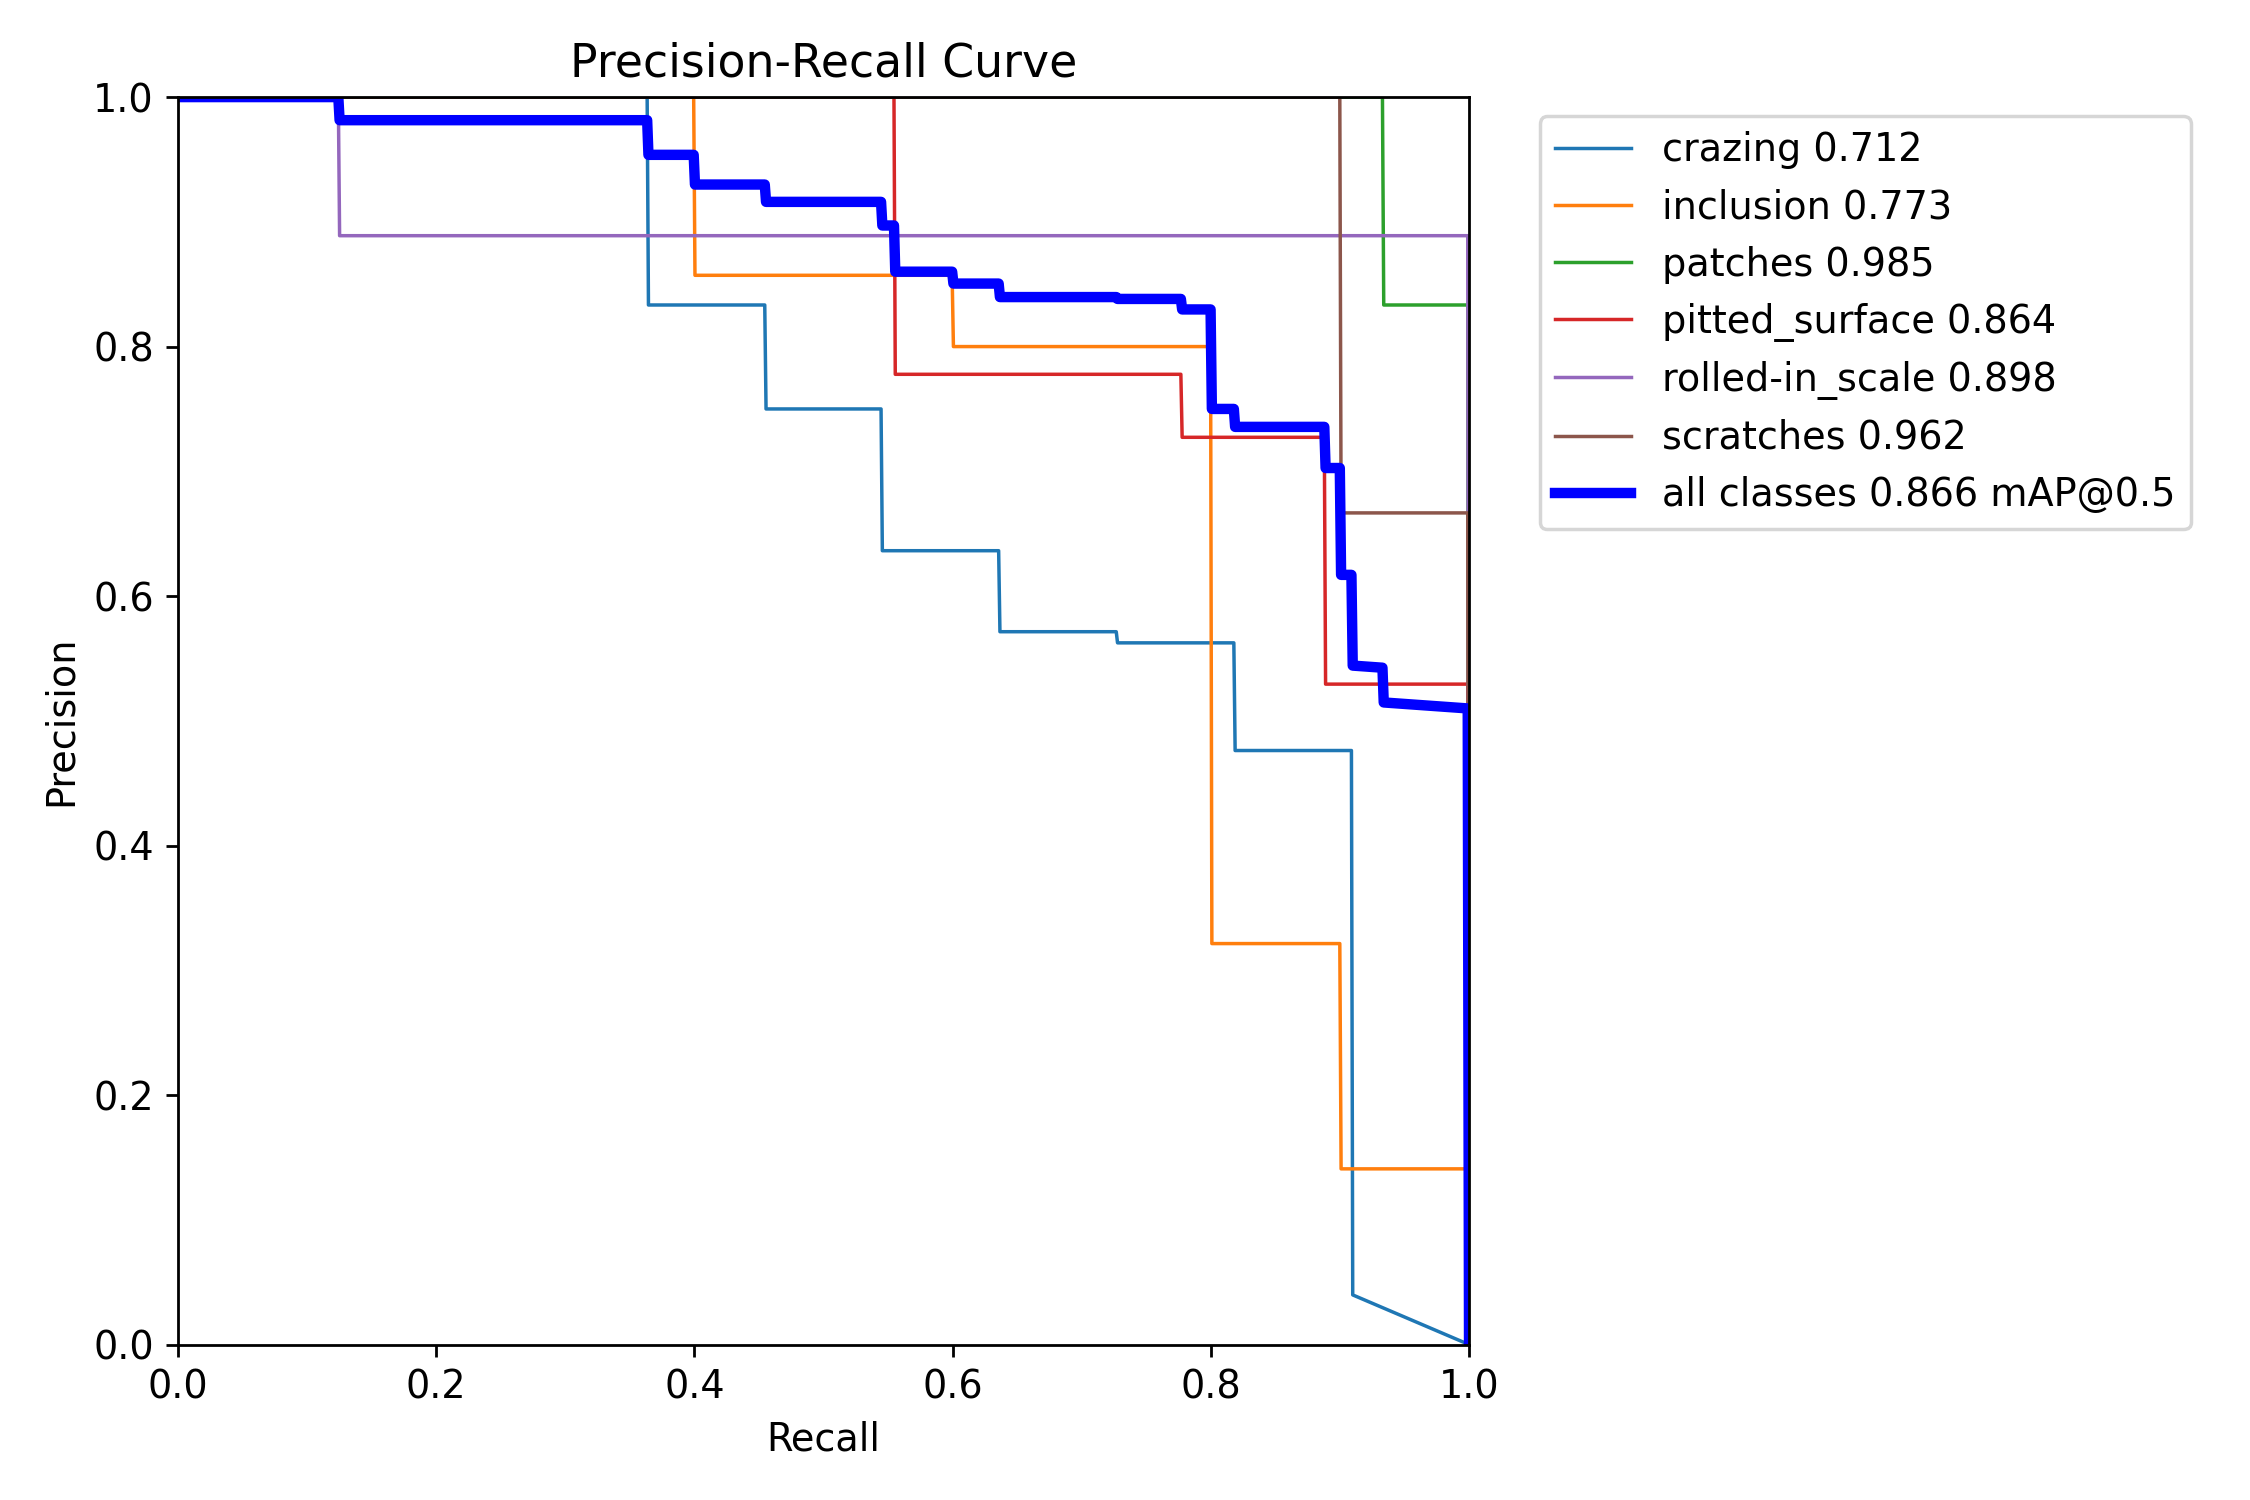 Precision-Recall Curve
1.0
0.8
0.6
0.4
0.2
0.0
Precision
0.0 0.2 0.4 0.6 0.8 1.0
Recall
crazing 0.712
inclusion 0.773
patches 0.985
pitted_surface 0.864
rolled-in_scale 0.898
scratches 0.962
all classes 0.866 mAP@0.5